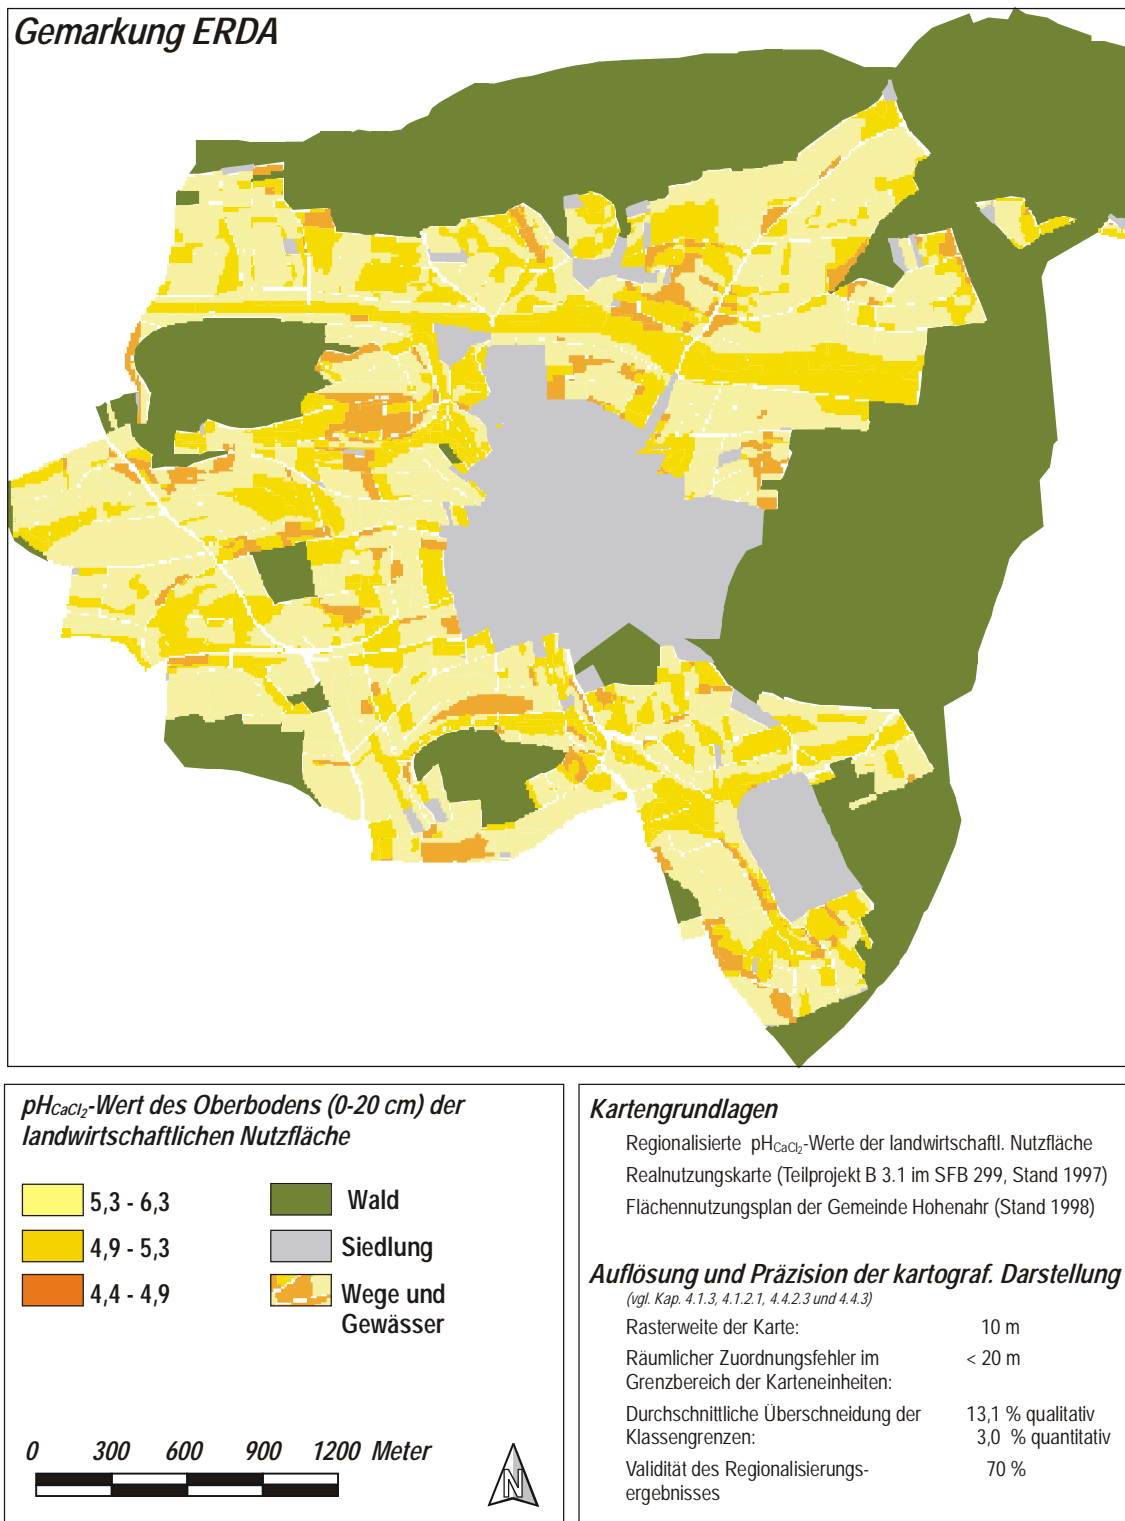 Gemarkung ERDA
pHCaCl₂-Wert des Oberbodens (0-20 cm) der
landwirtschaftlichen Nutzfläche
5,3 - 6,3
4,9 - 5,3
4,4 - 4,9
Wald
Siedlung
Wege und
Gewässer
0 300 600 900 1200 Meter
N
Kartengrundlagen
Regionalisierte pHCaCl₂-Werte der landwirtschaftl. Nutzfläche
Realnutzungskarte (Teilprojekt B 3.1 im SFB 299, Stand 1997)
Flächennutzungsplan der Gemeinde Hohenahr (Stand 1998)
Auflösung und Präzision der kartograf. Darstellung
(vgl. Kap. 4.1.3, 4.1.2.1, 4.4.2.3 und 4.4.3)
Rasterweite der Karte: 10 m
Räumlicher Zuordnungsfehler im < 20 m
Grenzbereich der Karteneinheiten:
Durchschnittliche Überschneidung der 13,1 % qualitativ
Klassengrenzen: 3,0 % quantitativ
Validität des Regionalisierungs- 70 %
ergebnisses